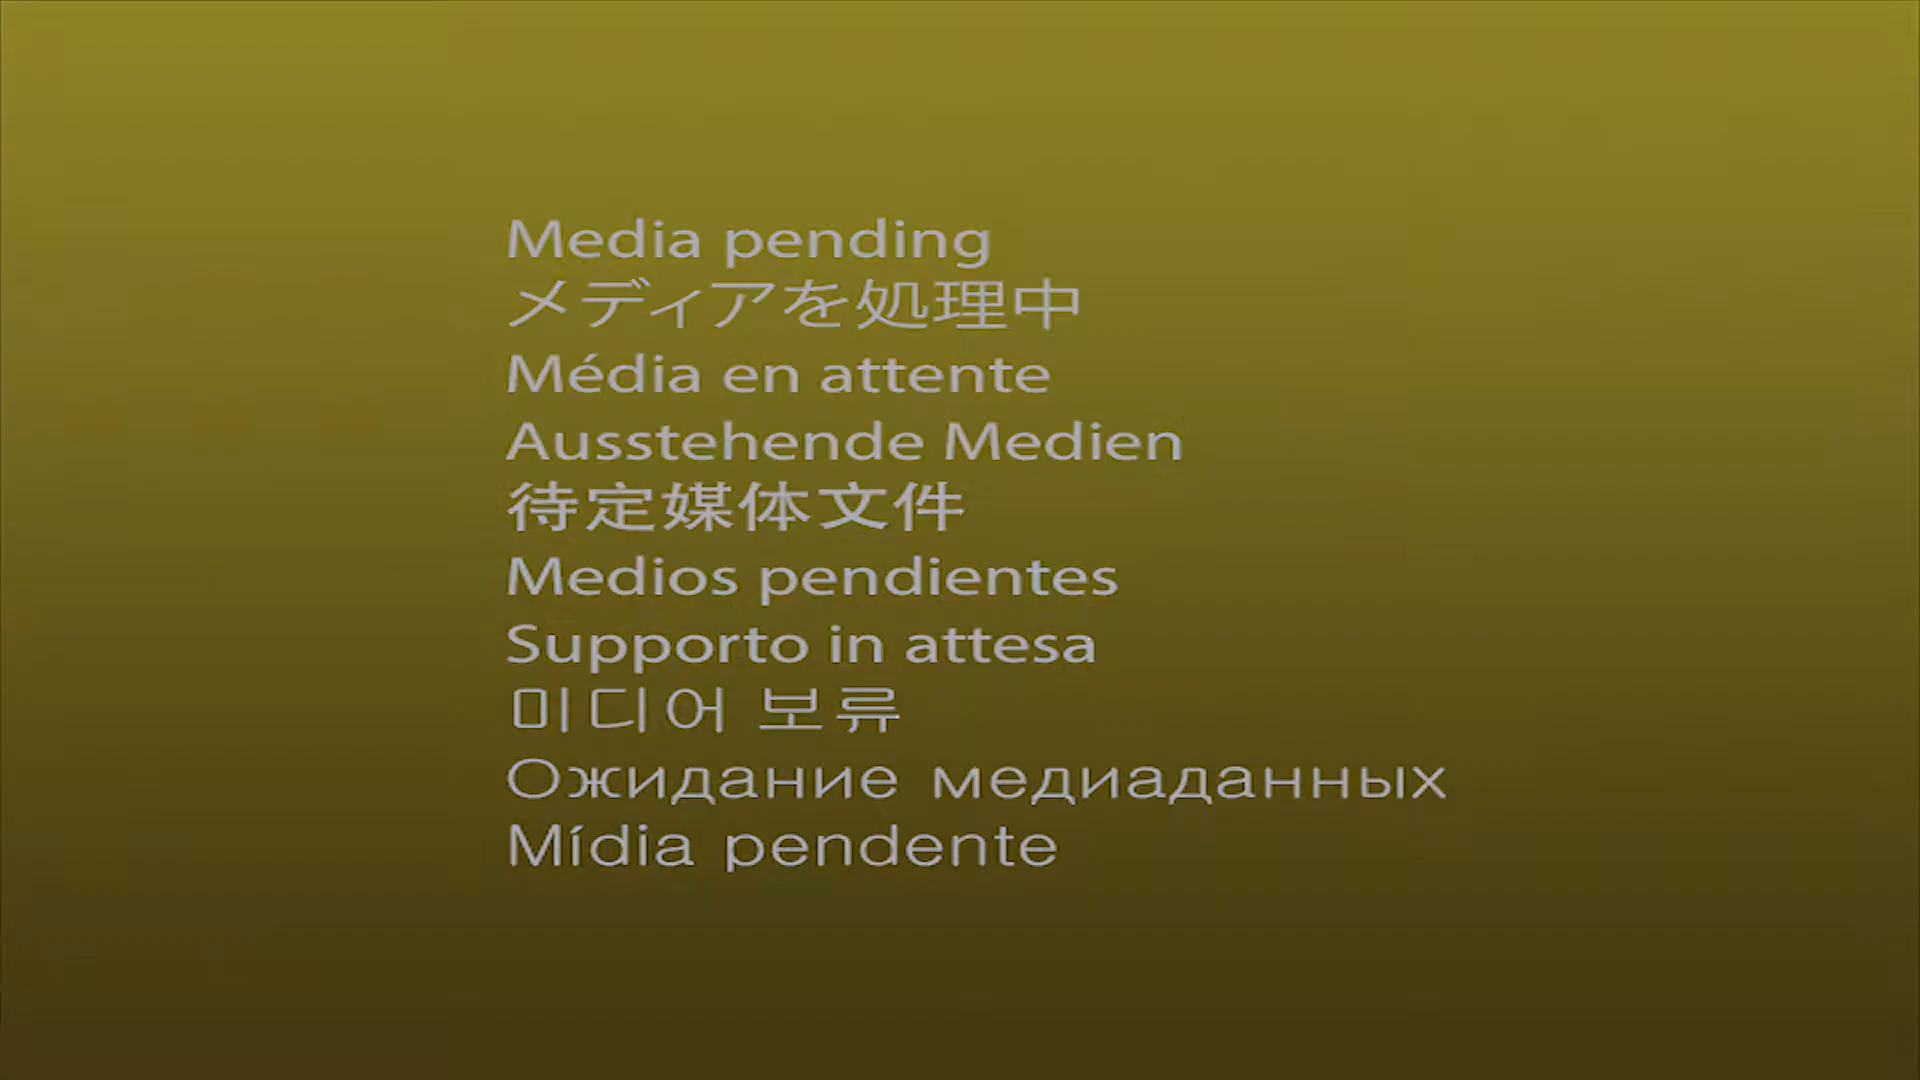 Media pending
メディアを処理中
Média en attente
Ausstehende Medien
待定媒体文件
Medios pendientes
Supporto in attesa
미디어 보류
Ожидание медиаданных
Mídia pendente